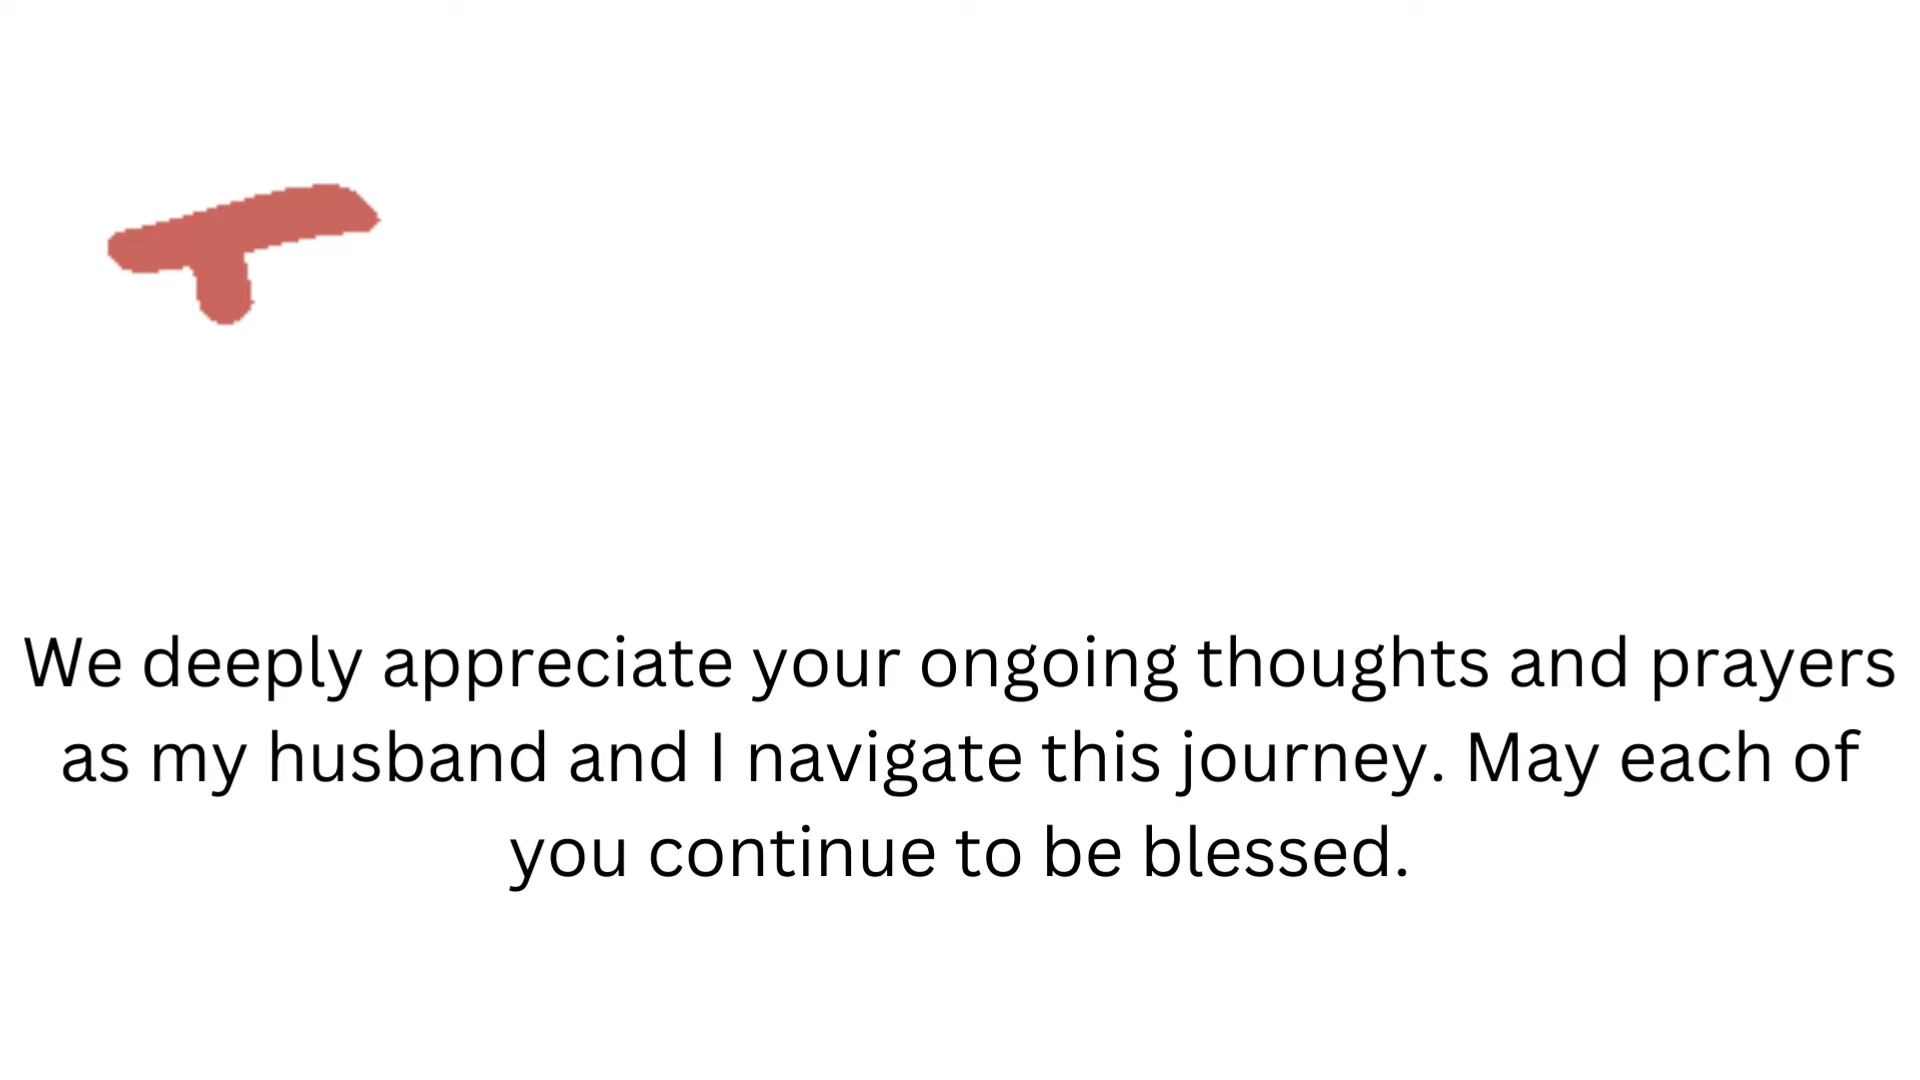 We deeply appreciate your ongoing thoughts and prayers
as my husband and I navigate this journey. May each of
you continue to be blessed.